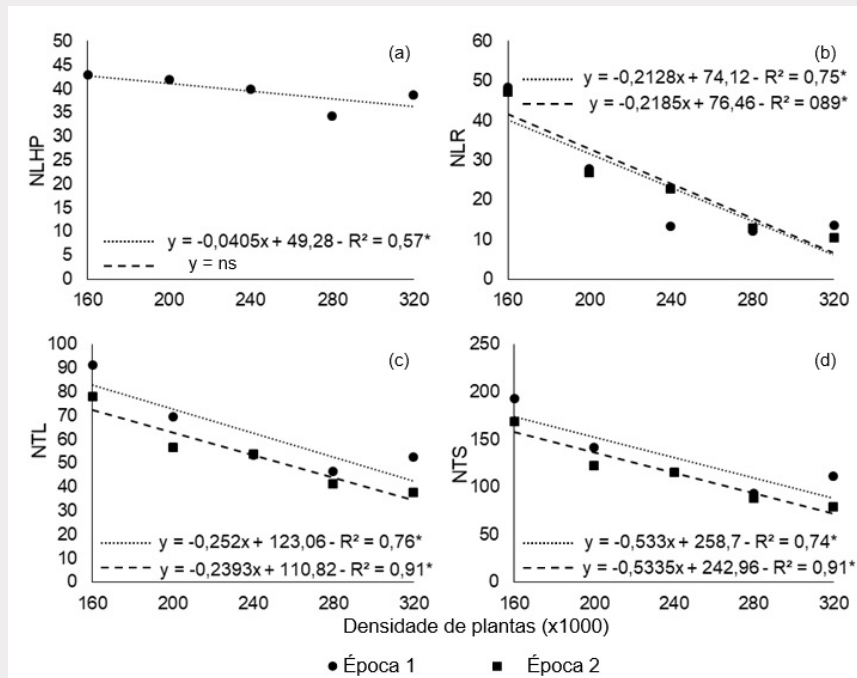 (a)
50
45
40
35
30
25
20
15
10
5
0
NLHP
y = -0,0405x + 49,28 - R² = 0,57*
y = ns
160 200 240 280 320
(b)
60
50
40
30
20
10
0
NLR
y = -0,2128x + 74,12 - R² = 0,75*
y = -0,2185x + 76,46 - R² = 089*
160 200 240 280 320
(c)
100
90
80
70
60
50
40
30
20
10
0
NTL
y = -0,252x + 123,06 - R² = 0,76*
y = -0,2393x + 110,82 - R² = 0,91*
160 200 240 280 320
(d)
250
200
150
100
50
0
NTS
y = -0,533x + 258,7 - R² = 0,74*
y = -0,5335x + 242,96 - R² = 0,91*
160 200 240 280 320
Densidade de plantas (x1000)
Época 1 Época 2